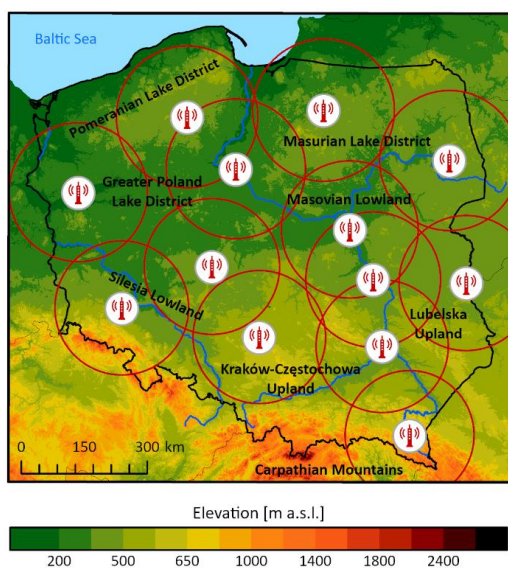 Baltic Sea
Pomeranian Lake District
Masurian Lake District
Greater Poland
Lake District
Masovian Lowland
Silesia Lowland
Lubelska
Upland
Kraków-Częstochowa
Upland
0 150 300 km
Carpathian Mountains
Elevation [m a.s.l.]
200 500 650 1000 1400 1800 2400